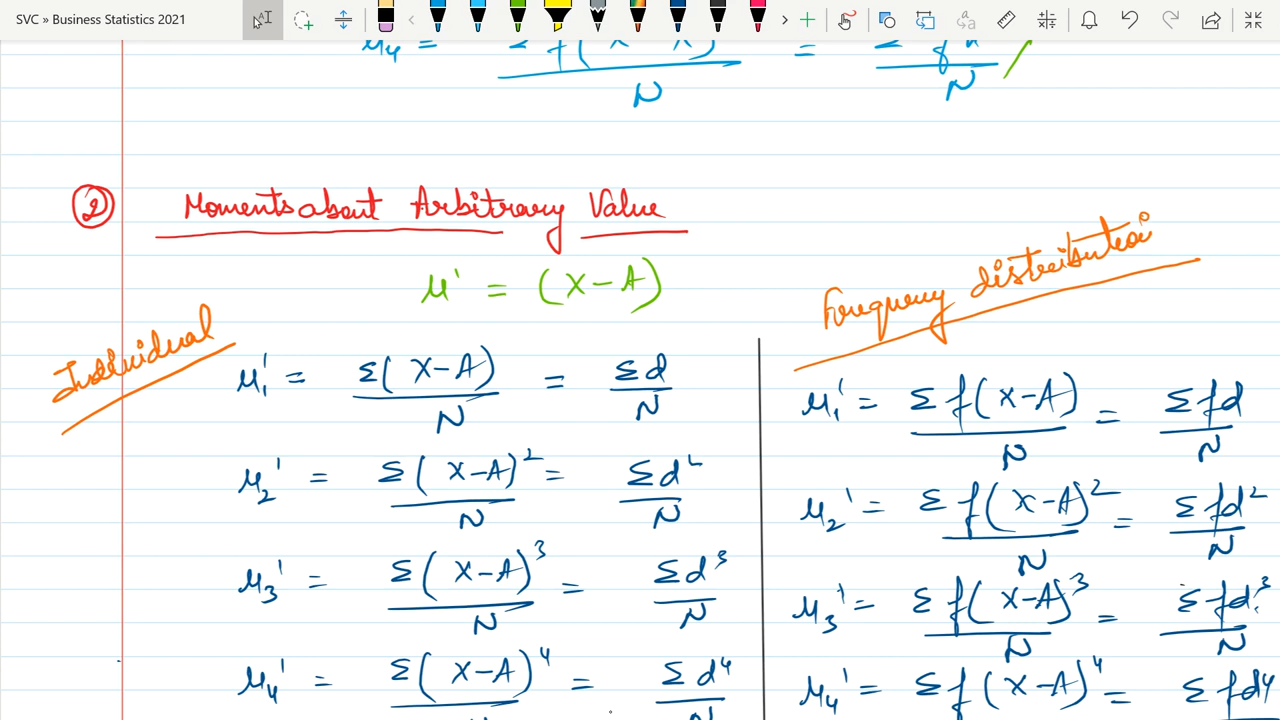 SVC » Business Statistics 2021
μ4 = Σ f(x - x) / N = Σ fx / N
② Moments about Arbitrary Value
μ' = (X-A)
Individual
μ1' = Σ(X-A) / N = Σd / N
μ2' = Σ(X-A)² / N = Σd² / N
μ3' = Σ(X-A)³ / N = Σd³ / N
μ4' = Σ(X-A)⁴ = Σd⁴ / N
Frequency distribution
μ1' = Σf(X-A) / N = Σfd / N
μ2' = Σf(X-A)² / N = Σfd² / N
μ3' = Σf(X-A)³ / N = Σfd³ / N
μ4' = Σf(X-A)⁴ = Σfd4